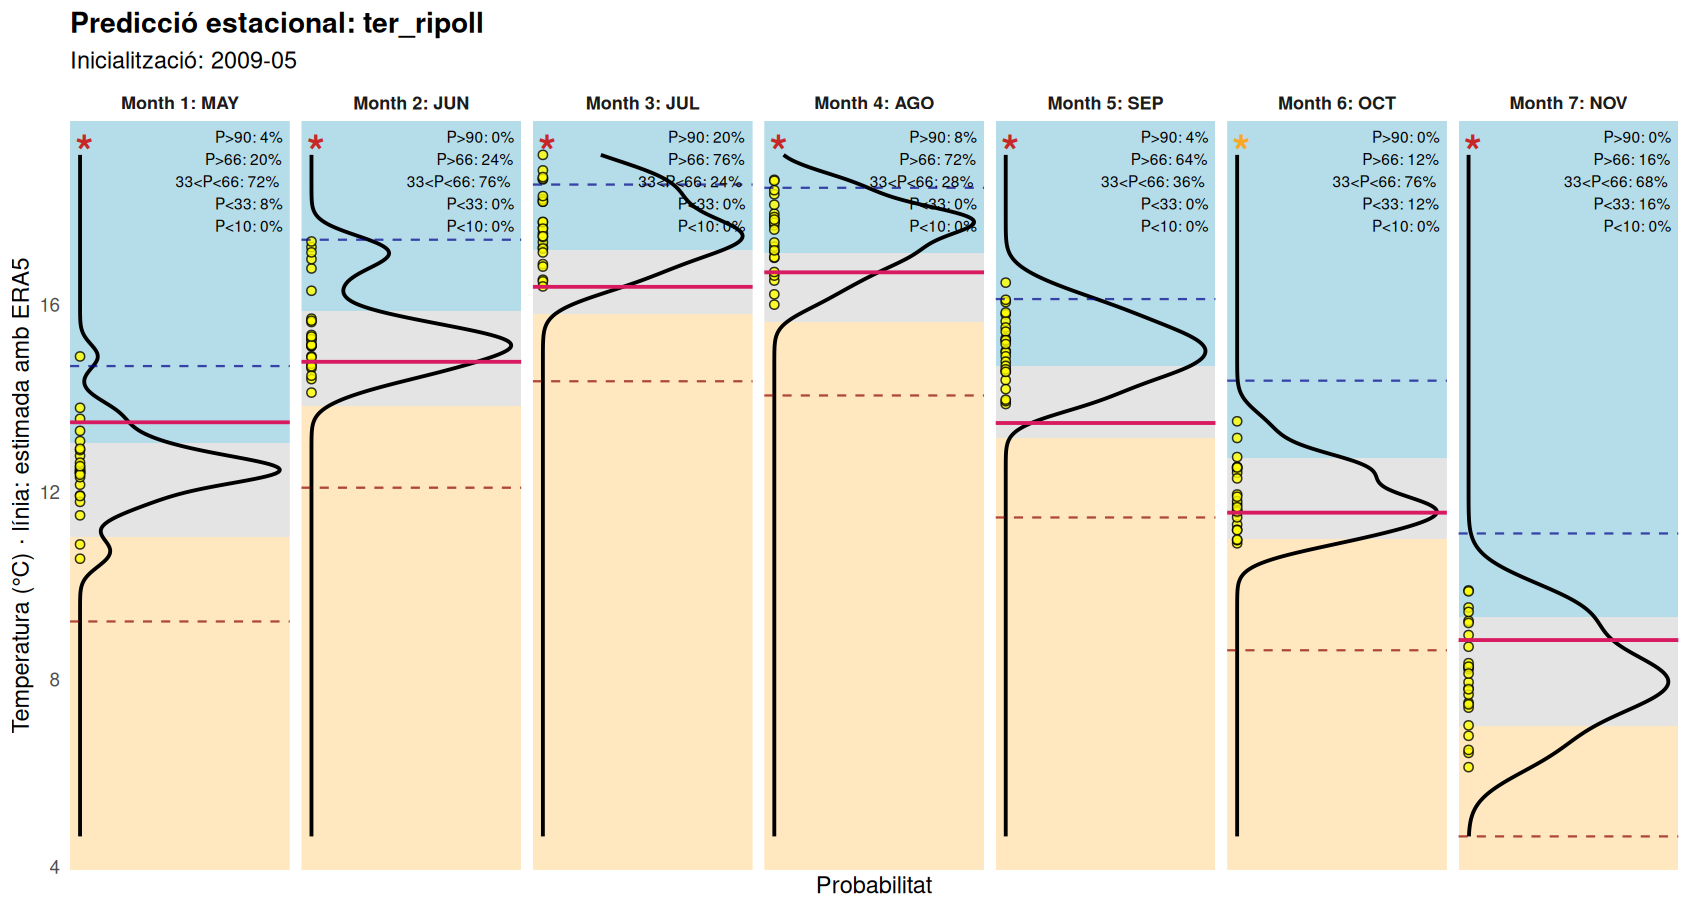 Predicció estacional: ter_ripoll
Inicialització: 2009-05
Month 1: MAY
Month 2: JUN
Month 3: JUL
Month 4: AGO
Month 5: SEP
Month 6: OCT
Month 7: NOV
*
P>90: 4%
P>66: 20%
33<P<66: 72%
P<33: 8%
P<10: 0%
*
P>90: 0%
P>66: 24%
33<P<66: 76%
P<33: 0%
P<10: 0%
*
P>90: 20%
P>66: 76%
33<P<66: 24%
P<33: 0%
P<10: 0%
*
P>90: 8%
P>66: 72%
33<P<66: 28%
P<33: 0%
P<10: 0%
*
P>90: 4%
P>66: 64%
33<P<66: 36%
P<33: 0%
P<10: 0%
*
P>90: 0%
P>66: 12%
33<P<66: 76%
P<33: 12%
P<10: 0%
*
P>90: 0%
P>66: 16%
33<P<66: 68%
P<33: 16%
P<10: 0%
Temperatura (°C) · línia: estimada amb ERA5
16
12
8
4
Probabilitat